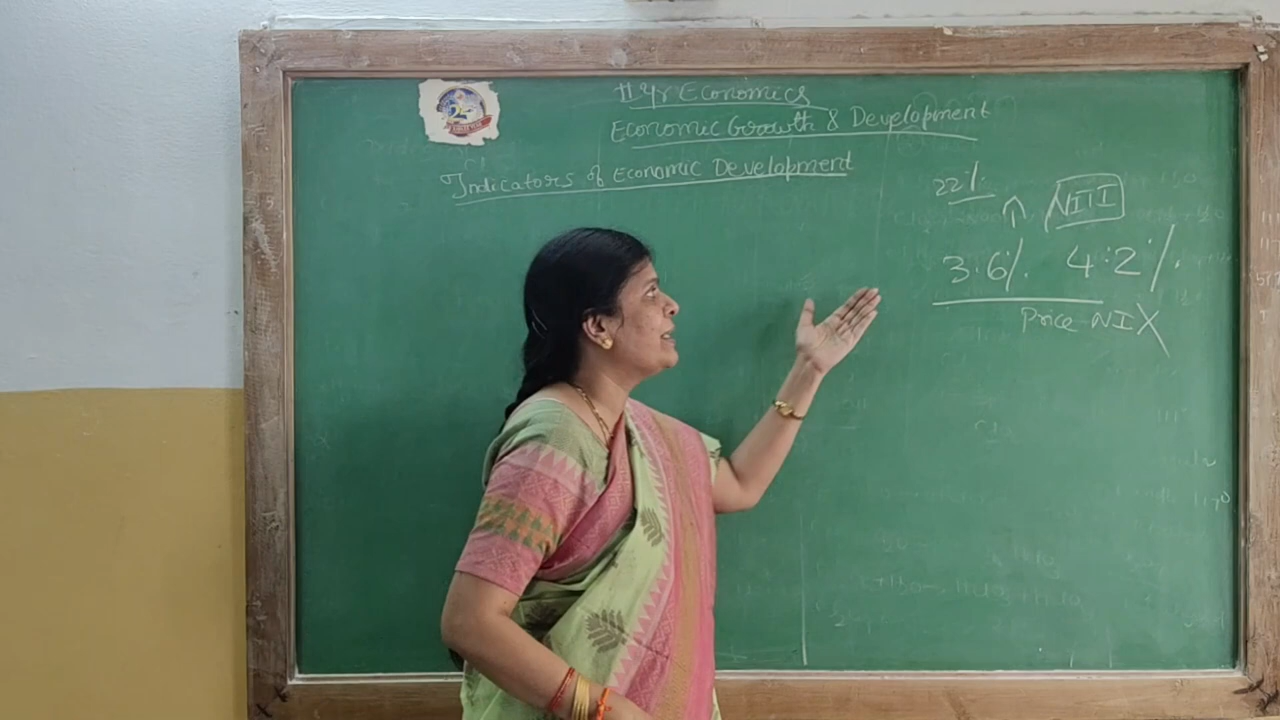 II Yr Economics
Economic Growth & Development
Indicators of Economic Development
22%
NITI
3.6% 4.2%
Price NI X